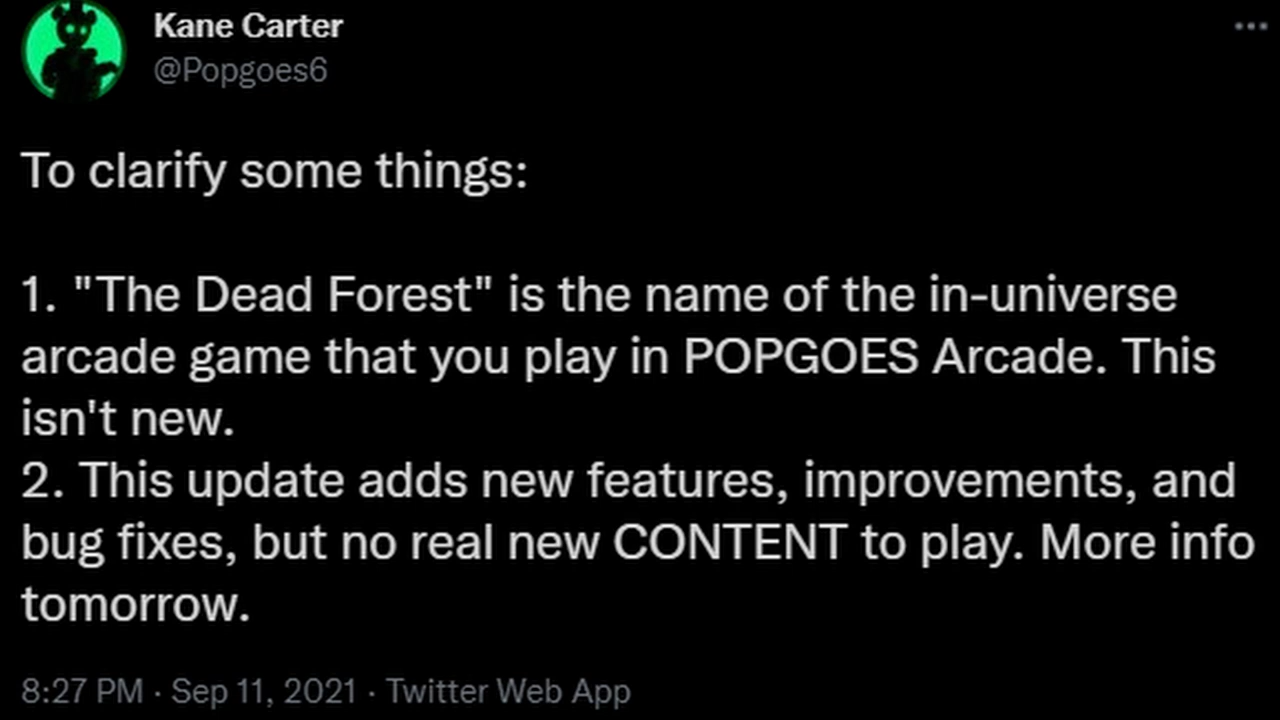 Kane Carter
@Popgoes6
To clarify some things:
1. "The Dead Forest" is the name of the in-universe
arcade game that you play in POPGOES Arcade. This
isn't new.
2. This update adds new features, improvements, and
bug fixes, but no real new CONTENT to play. More info
tomorrow.
8:27 PM · Sep 11, 2021 · Twitter Web App